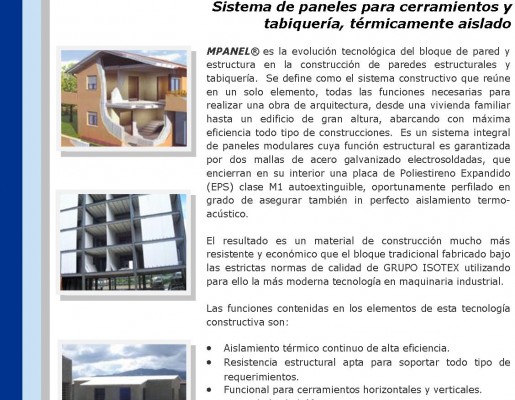 Sistema de paneles para cerramientos y
tabiquería, térmicamente aislado
MPANEL® es la evolución tecnológica del bloque de pared y
estructura en la construcción de paredes estructurales y
tabiquería. Se define como el sistema constructivo que reúne
en un solo elemento, todas las funciones necesarias para
realizar una obra de arquitectura, desde una vivienda familiar
hasta un edificio de gran altura, abarcando con máxima
eficiencia todo tipo de construcciones. Es un sistema integral
de paneles modulares cuya función estructural es garantizada
por dos mallas de acero galvanizado electrosoldadas, que
encierran en su interior una placa de Poliestireno Expandido
(EPS) clase M1 autoextinguible, oportunamente perfilado en
grado de asegurar también in perfecto aislamiento termo-
acústico.
El resultado es un material de construcción mucho más
resistente y económico que el bloque tradicional fabricado bajo
las estrictas normas de calidad de GRUPO ISOTEX utilizando
para ello la más moderna tecnología en maquinaria industrial.
Las funciones contenidas en los elementos de esta tecnología
constructiva son:
• Aislamiento térmico continuo de alta eficiencia.
• Resistencia estructural apta para soportar todo tipo de
requerimientos.
• Funcional para cerramientos horizontales y verticales.